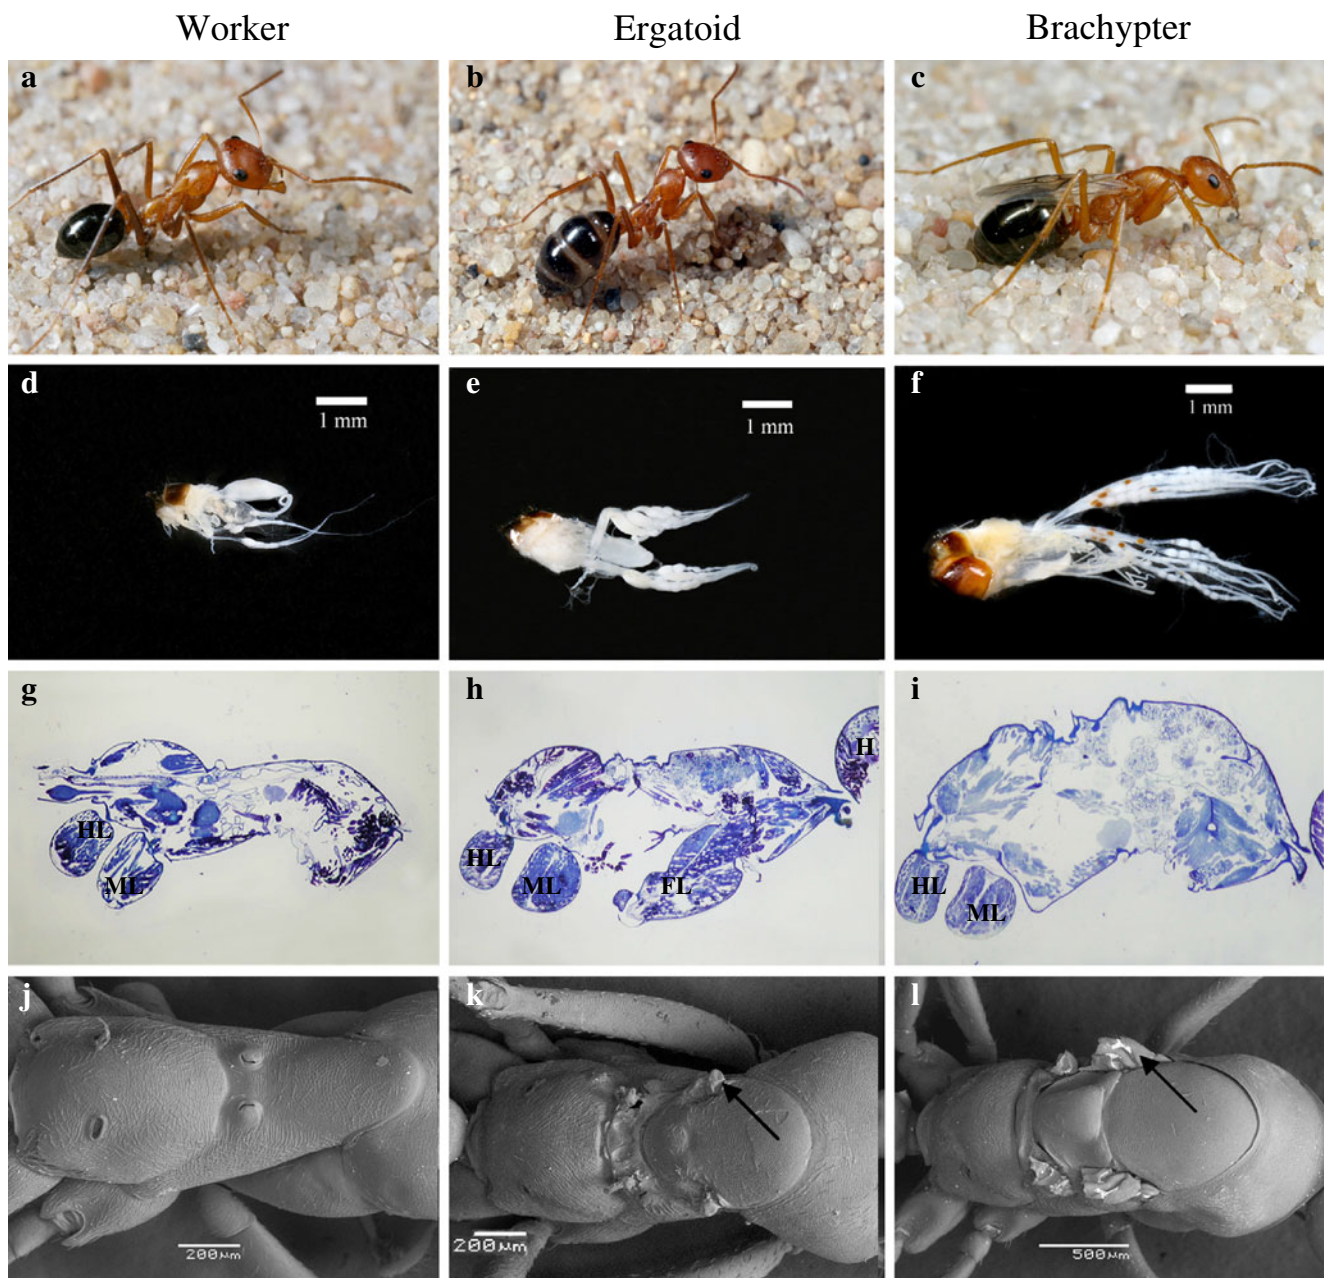 Worker Ergatoid Brachypter
a b c
d e f
1 mm 1 mm 1 mm
g h i
H
HL ML HL ML FL HL ML
j k l
200µm 200µm 500µm